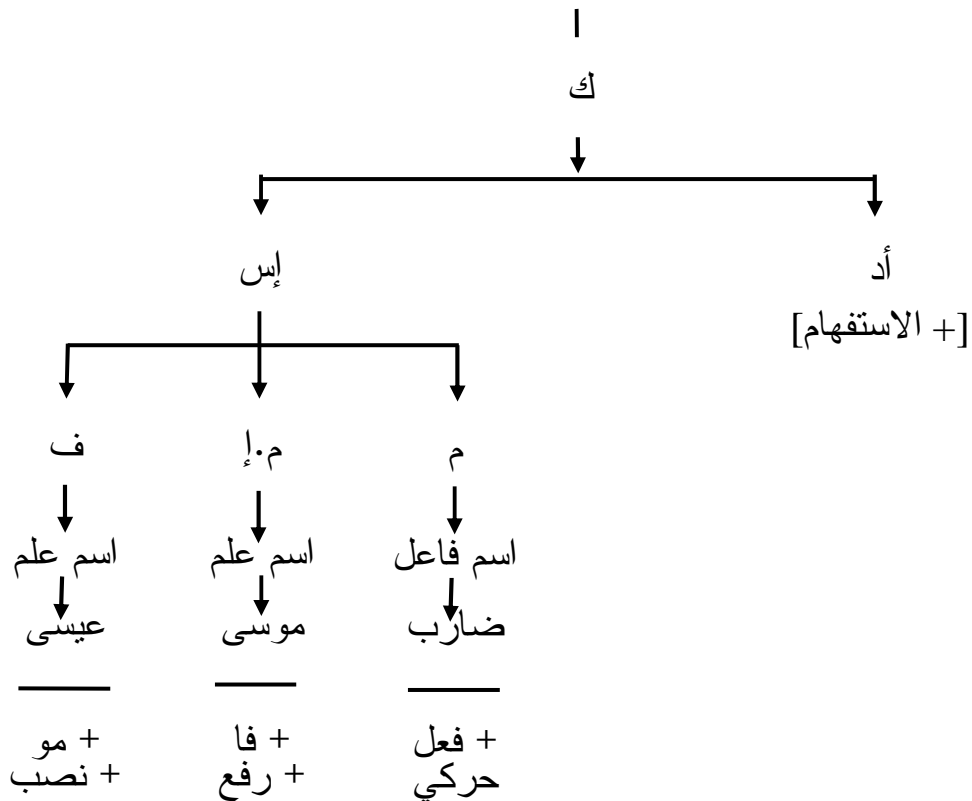 ا
ك
أد إس
[+ الاستفهام]
م م.إ ف
اسم فاعل اسم علم اسم علم
ضارب موسى عيسى
+ فعل + فا + مو
حركي + رفع + نصب